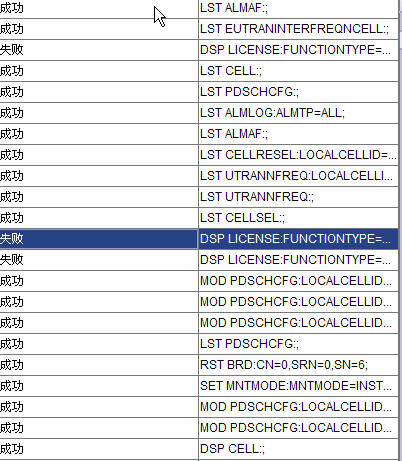 成功 LST ALMAF:;
成功 LST EUTRANINTERFREQNCELL:;
失败 DSP LICENSE:FUNCTIONTYPE=...
成功 LST CELL:;
成功 LST PDSCHCFG:;
成功 LST ALMLOG:ALMTP=ALL;
成功 LST ALMAF:;
成功 LST CELLRESEL:LOCALCELLID=...
成功 LST UTRANNFREQ:LOCALCELLI...
成功 LST UTRANNFREQ:;
成功 LST CELLSEL:;
失败 DSP LICENSE:FUNCTIONTYPE=...
失败 DSP LICENSE:FUNCTIONTYPE=...
成功 MOD PDSCHCFG:LOCALCELLID...
成功 MOD PDSCHCFG:LOCALCELLID...
成功 MOD PDSCHCFG:LOCALCELLID...
成功 LST PDSCHCFG:;
成功 RST BRD:CN=0,SRN=0,SN=6;
成功 SET MNTMODE:MNTMODE=INST...
成功 MOD PDSCHCFG:LOCALCELLID...
成功 MOD PDSCHCFG:LOCALCELLID...
成功 DSP CELL:;